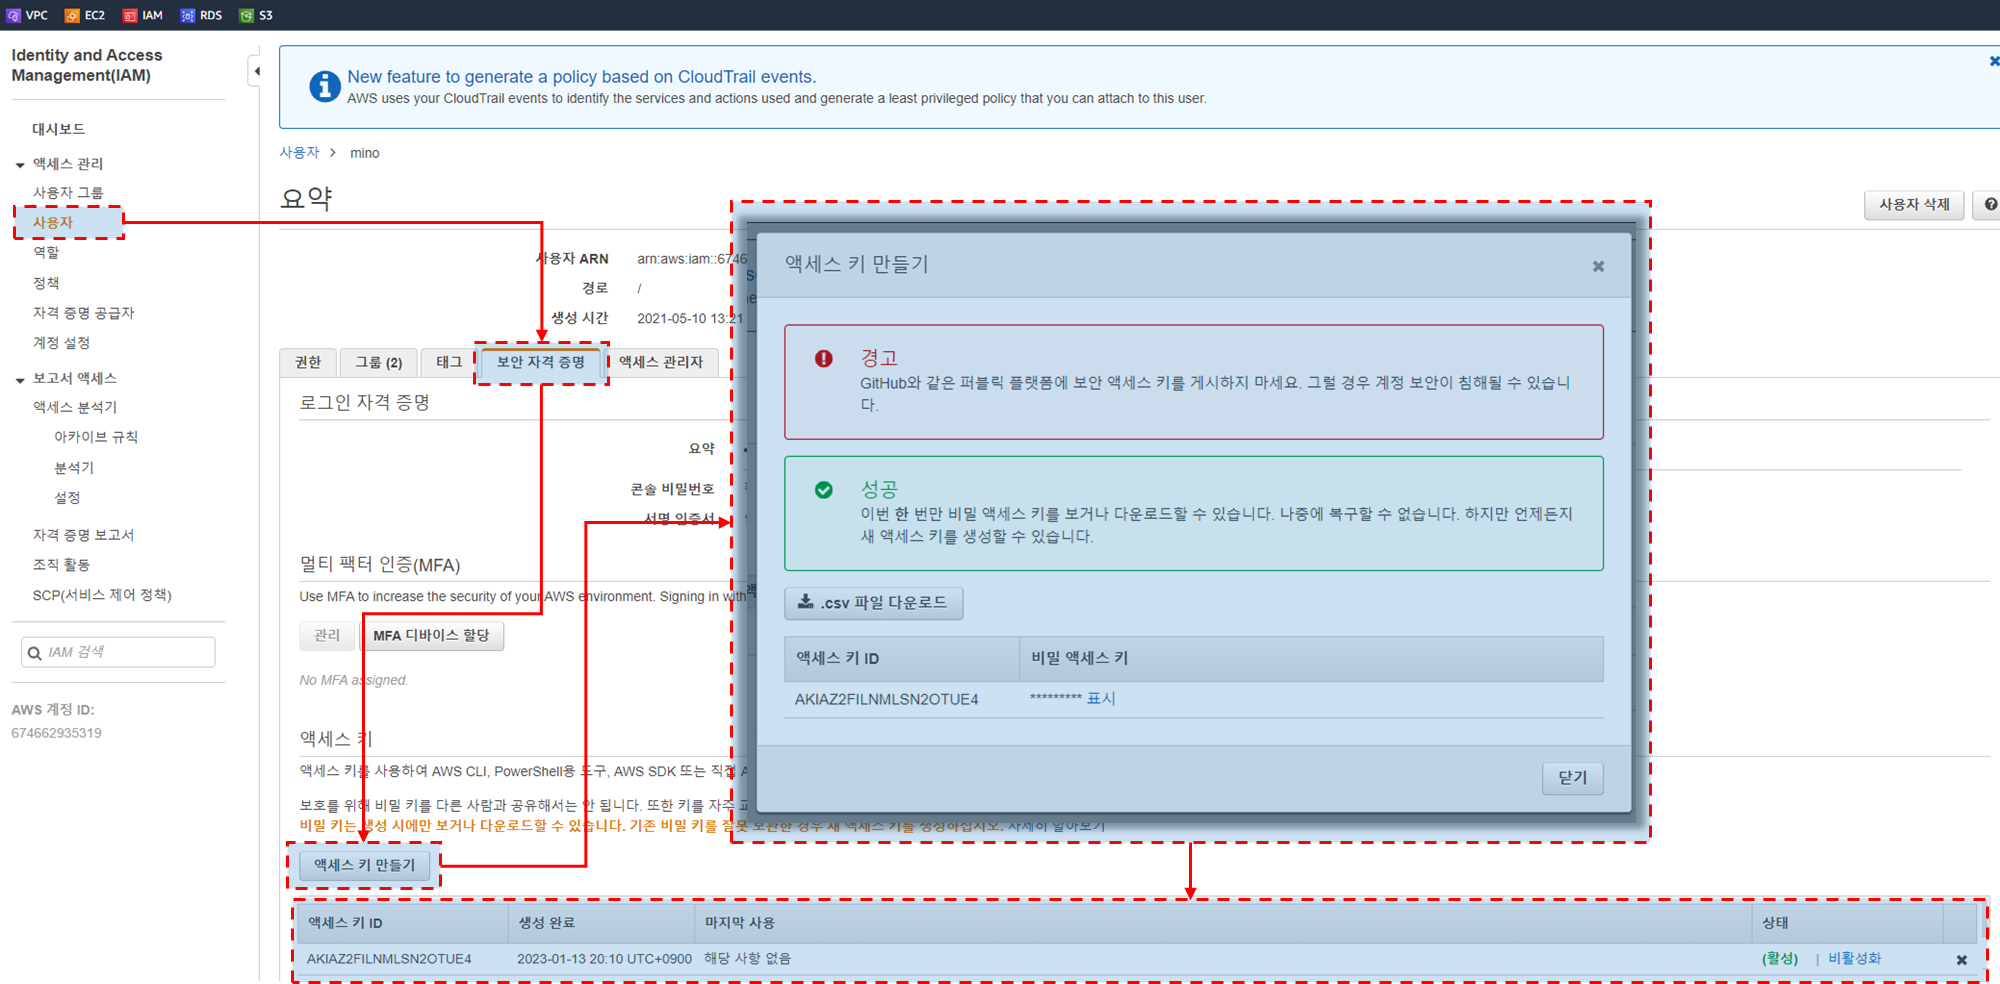 VPC EC2 IAM RDS S3
Identity and Access
Management(IAM)
대시보드
액세스 관리
사용자 그룹
사용자
역할
정책
자격 증명 공급자
계정 설정
보고서 액세스
액세스 분석기
아카이브 규칙
분석기
설정
자격 증명 보고서
조직 활동
SCP(서비스 제어 정책)
IAM 검색
AWS 계정 ID:
674662935319
New feature to generate a policy based on CloudTrail events.
AWS uses your CloudTrail events to identify the services and actions used and generate a least privileged policy that you can attach to this user.
사용자 > mino
요약
사용자 삭제
사용자 ARN arn:aws:iam::6746
경로 /
생성 시간 2021-05-10 13:21
권한 그룹 (2) 태그 보안 자격 증명 액세스 관리자
로그인 자격 증명
요약
콘솔 비밀번호
서명 인증서
멀티 팩터 인증(MFA)
Use MFA to increase the security of your AWS environment. Signing in with
관리 MFA 디바이스 할당
No MFA assigned.
액세스 키
액세스 키를 사용하여 AWS CLI, PowerShell용 도구, AWS SDK 또는 직접 A
보호를 위해 비밀 키를 다른 사람과 공유해서는 안 됩니다. 또한 키를 자주 교
비밀 키는 생성 시에만 보거나 다운로드할 수 있습니다. 기존 비밀 키를 잘못 보관한 경우 새 액세스 키를 생성하십시오. 자세히 알아보기
액세스 키 만들기
액세스 키 만들기
경고
GitHub와 같은 퍼블릭 플랫폼에 보안 액세스 키를 게시하지 마세요. 그럴 경우 계정 보안이 침해될 수 있습니
다.
성공
이번 한 번만 비밀 액세스 키를 보거나 다운로드할 수 있습니다. 나중에 복구할 수 없습니다. 하지만 언제든지
새 액세스 키를 생성할 수 있습니다.
.csv 파일 다운로드
액세스 키 ID 비밀 액세스 키
AKIAZ2FILNMLSN2OTUE4 ********* 표시
닫기
액세스 키 ID 생성 완료 마지막 사용 상태
AKIAZ2FILNMLSN2OTUE4 2023-01-13 20:10 UTC+0900 해당 사항 없음 (활성) | 비활성화